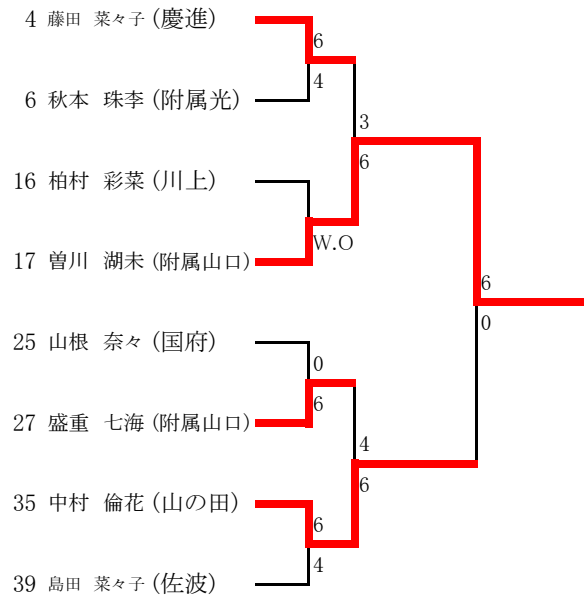 4 藤田 菜々子 (慶進)
6
4
6 秋本 珠李 (附属光)
3
6
16 柏村 彩菜 (川上)
W.O
17 曽川 湖未 (附属山口)
6
0
25 山根 奈々 (国府)
0
6
27 盛重 七海 (附属山口)
4
6
35 中村 倫花 (山の田)
6
4
39 島田 菜々子 (佐波)